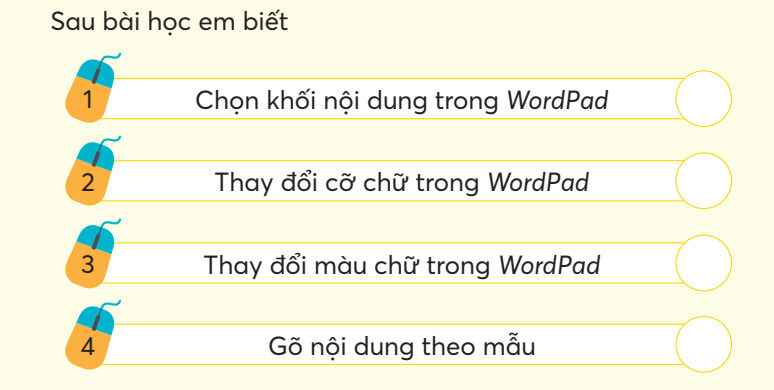 Sau bài học em biết
1 Chọn khối nội dung trong WordPad
2 Thay đổi cỡ chữ trong WordPad
3 Thay đổi màu chữ trong WordPad
4 Gõ nội dung theo mẫu